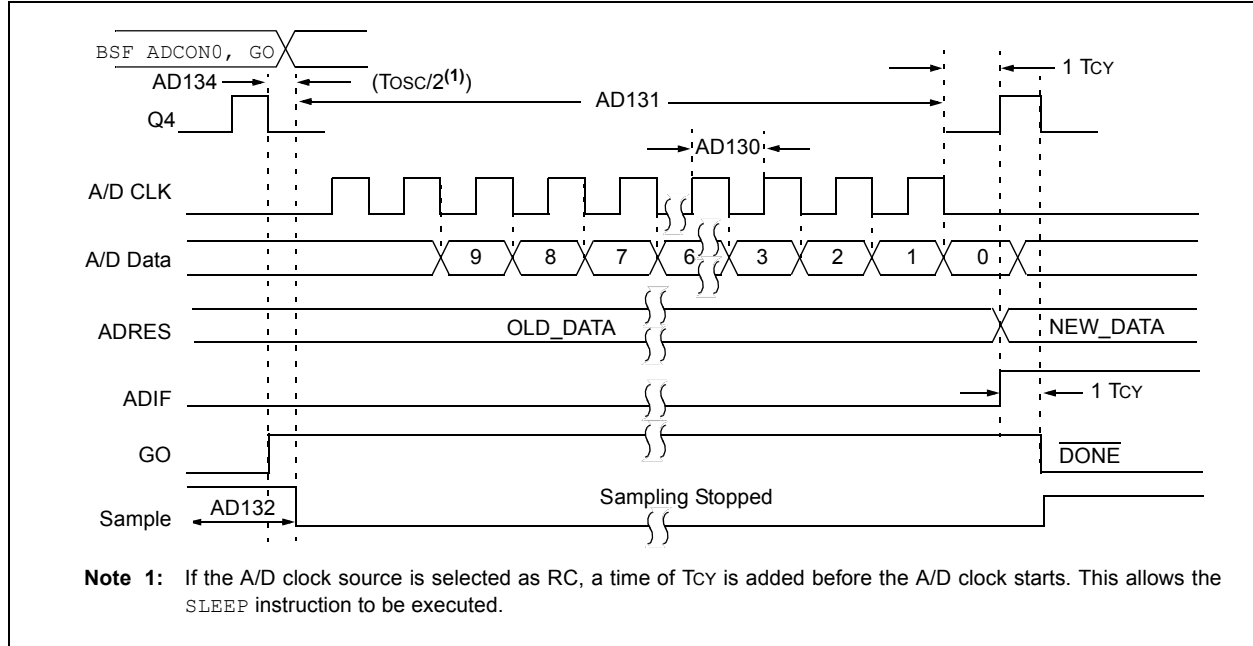 BSF ADCON0, GO
AD134 (TOSC/2(1)) 1 TCY
AD131
Q4
AD130
A/D CLK
A/D Data 9 8 7 6 3 2 1 0
ADRES OLD_DATA NEW_DATA
ADIF 1 TCY
GO DONE
Sampling Stopped
AD132
Sample
Note 1: If the A/D clock source is selected as RC, a time of TCY is added before the A/D clock starts. This allows the
SLEEP instruction to be executed.